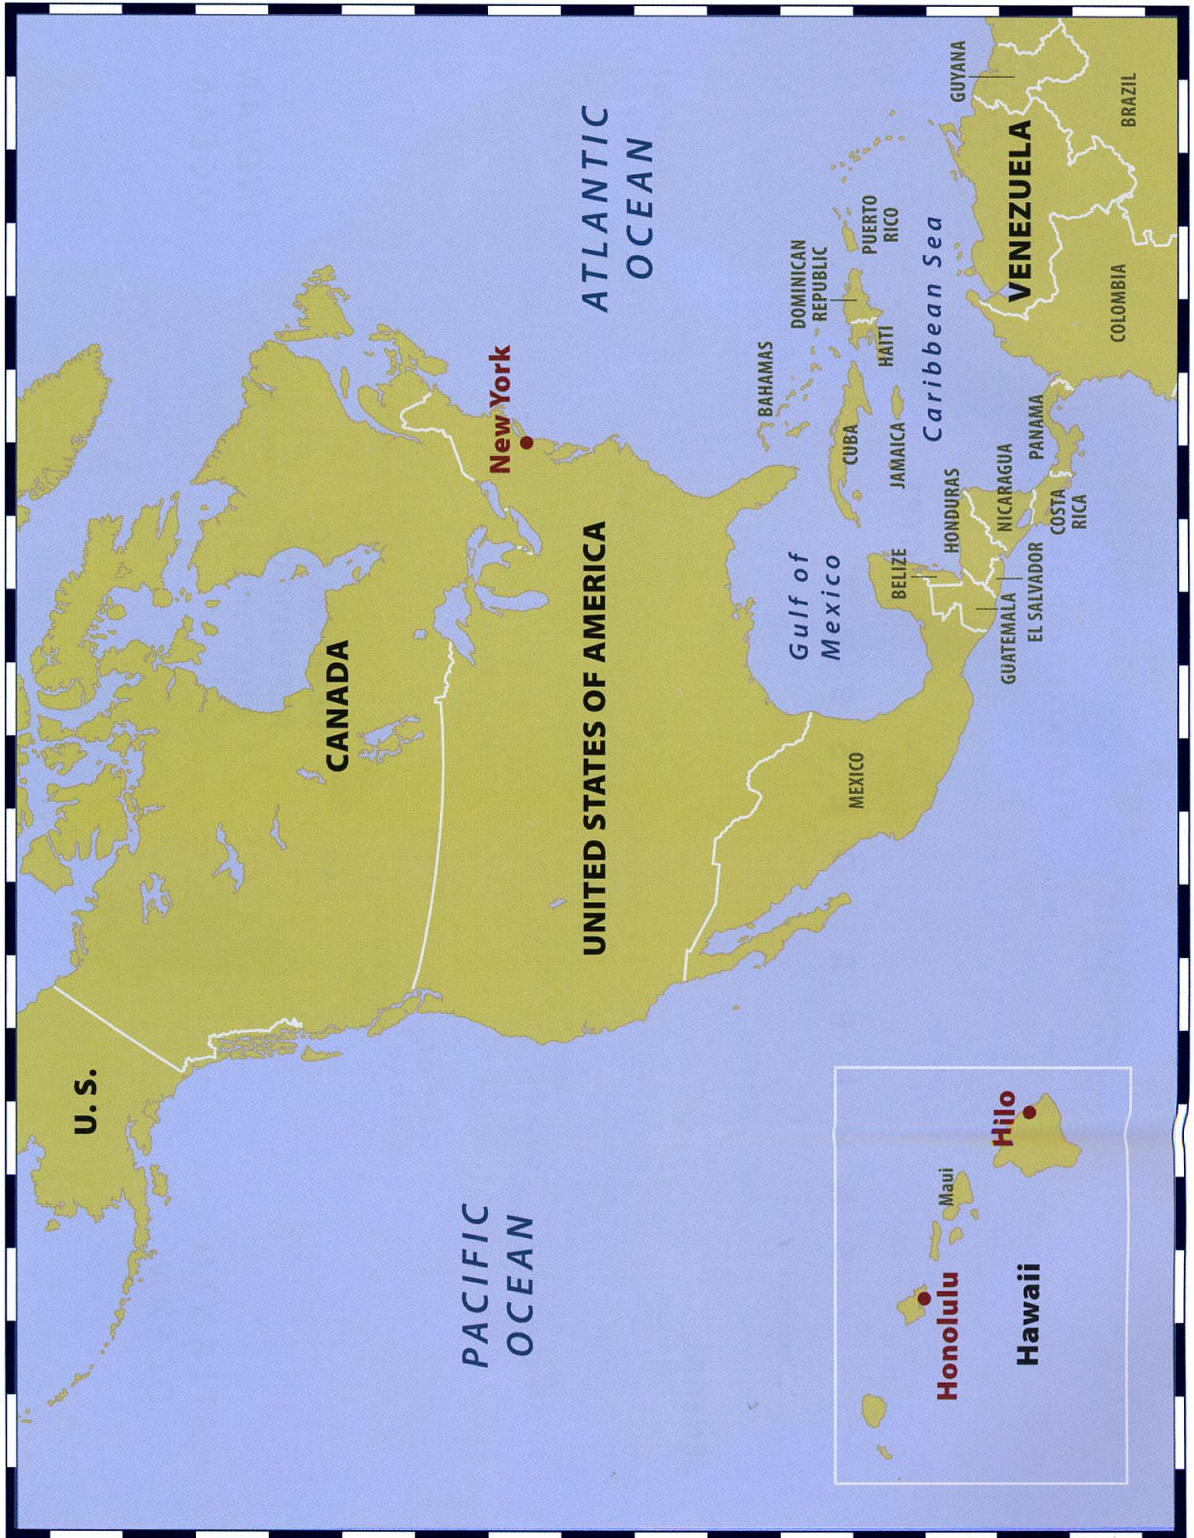 U. S.
CANADA
PACIFIC
OCEAN
New York
UNITED STATES OF AMERICA
ATLANTIC
OCEAN
Gulf of
Mexico
BAHAMAS
DOMINICAN
REPUBLIC
MEXICO
CUBA
PUERTO
RICO
HAITI
JAMAICA
BELIZE
Caribbean Sea
HONDURAS
GUYANA
NICARAGUA
GUATEMALA
EL SALVADOR
PANAMA
COSTA
RICA
VENEZUELA
COLOMBIA
BRAZIL
Honolulu
Maui
Hilo
Hawaii